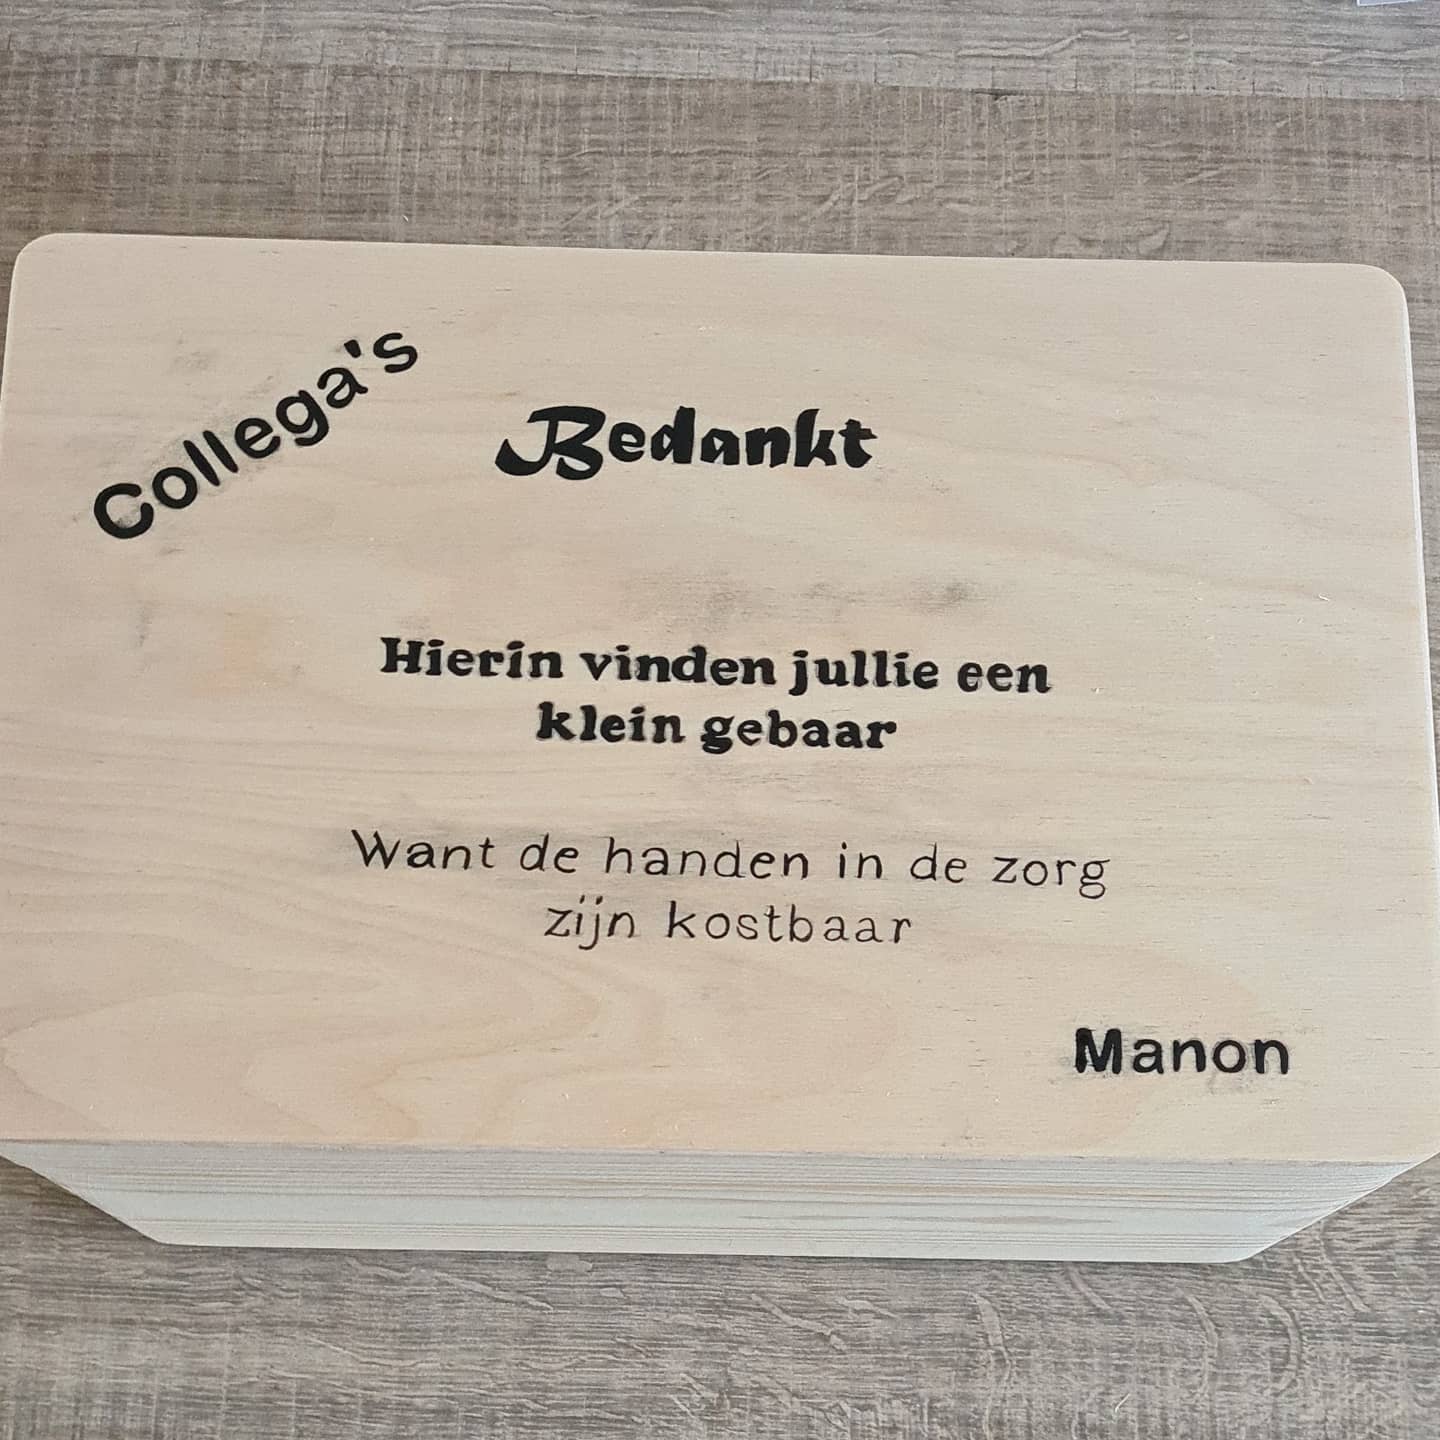 Collega's
Bedankt
Hierin vinden jullie een
klein gebaar
Want de handen in de zorg
zijn kostbaar
Manon